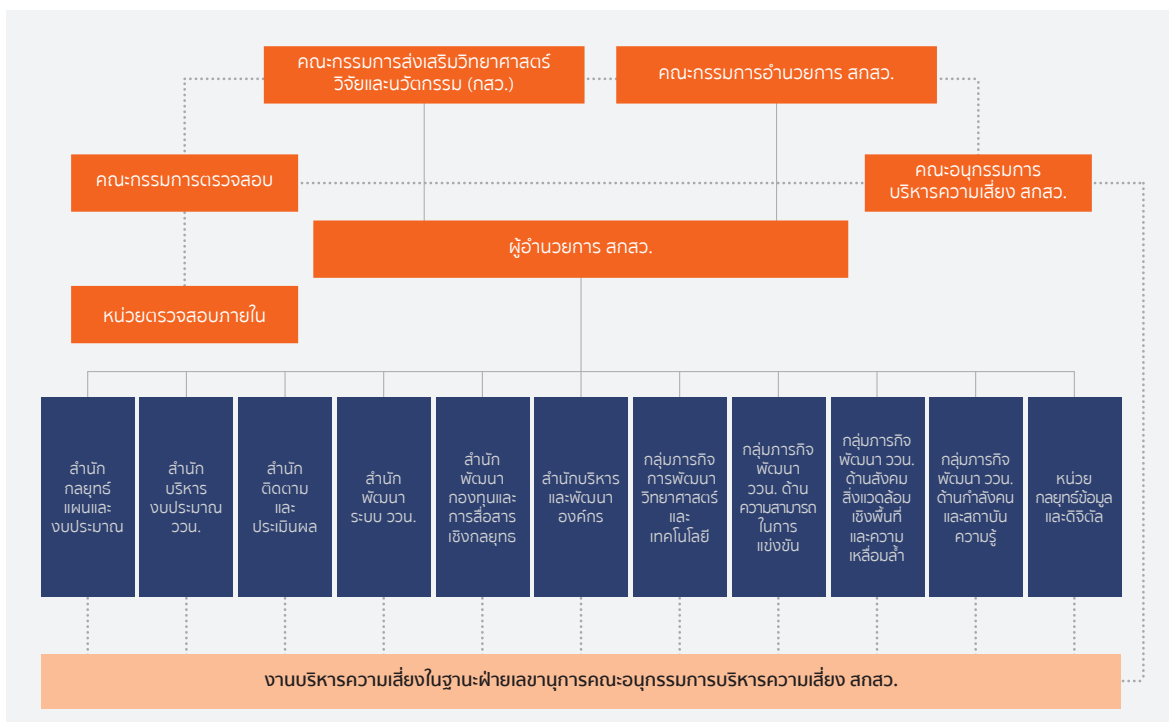 คณะกรรมการส่งเสริมวิทยาศาสตร์
วิจัยและนวัตกรรม (กสว.)
คณะกรรมการอำนวยการ สกสว.
คณะกรรมการตรวจสอบ
คณะอนุกรรมการ
บริหารความเสี่ยง สกสว.
ผู้อำนวยการ สกสว.
หน่วยตรวจสอบภายใน
สำนัก
กลยุทธ์
แผนและ
งบประมาณ
สำนัก
บริหาร
งบประมาณ
ววน.
สำนัก
ติดตาม
และ
ประเมินผล
สำนัก
พัฒนา
ระบบ ววน.
สำนัก
พัฒนา
กองทุนและ
การสื่อสาร
เชิงกลยุทธ
สำนักบริหาร
และพัฒนา
องค์กร
กลุ่มภารกิจ
การพัฒนา
วิทยาศาสตร์
และ
เทคโนโลยี
กลุ่มภารกิจ
พัฒนา
ววน. ด้าน
ความสามารถ
ในการ
แข่งขัน
กลุ่มภารกิจ
พัฒนา ววน.
ด้านสังคม
สิ่งแวดล้อม
เชิงพื้นที่
และความ
เหลื่อมล้ำ
กลุ่มภารกิจ
พัฒนา ววน.
ด้านกำลังคน
และสถาบัน
ความรู้
หน่วย
กลยุทธ์ข้อมูล
และดิจิตัล
งานบริหารความเสี่ยงในฐานะฝ่ายเลขานุการคณะอนุกรรมการบริหารความเสี่ยง สกสว.